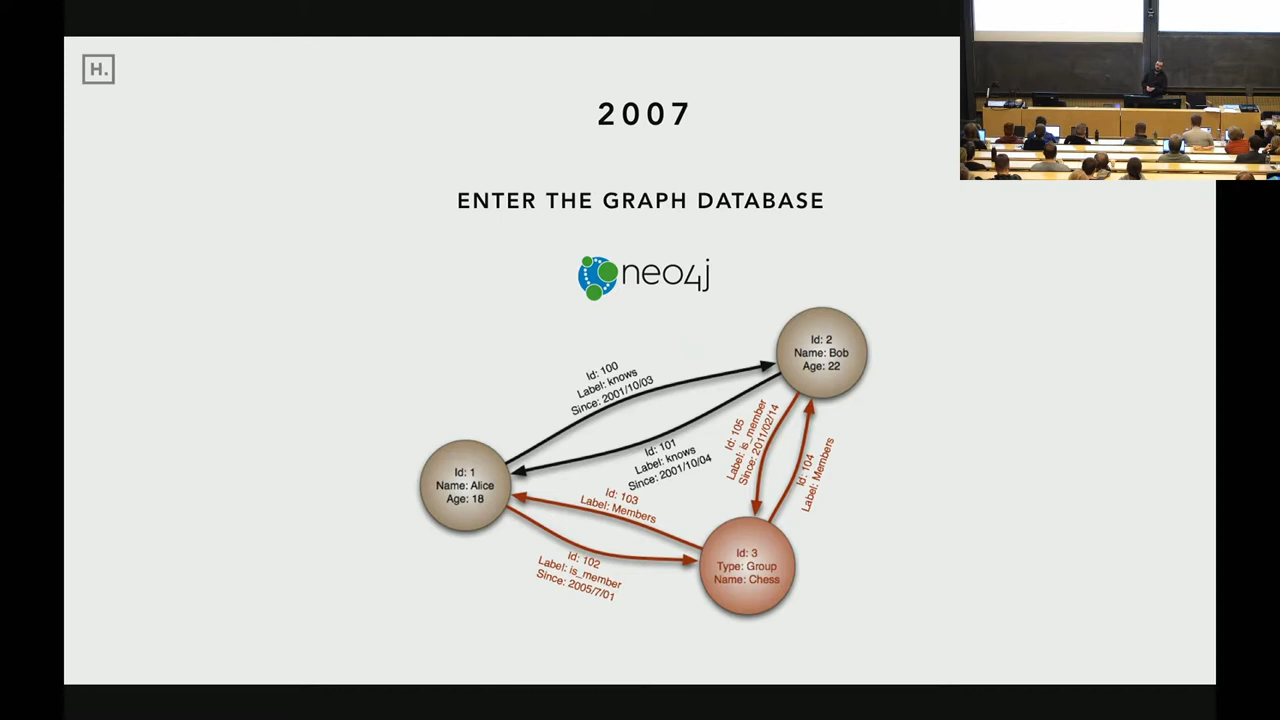 H.
2007
ENTER THE GRAPH DATABASE
neo4j
Id: 2
Name: Bob
Age: 22
Id: 100
Label: knows
Since: 2001/10/03
Id: 101
Label: knows
Since: 2001/10/04
Id: 105
Label: is_member
Since: 2011/02/14
Id: 104
Label: Members
Id: 1
Name: Alice
Age: 18
Id: 103
Label: Members
Id: 102
Label: is_member
Since: 2005/7/01
Id: 3
Type: Group
Name: Chess